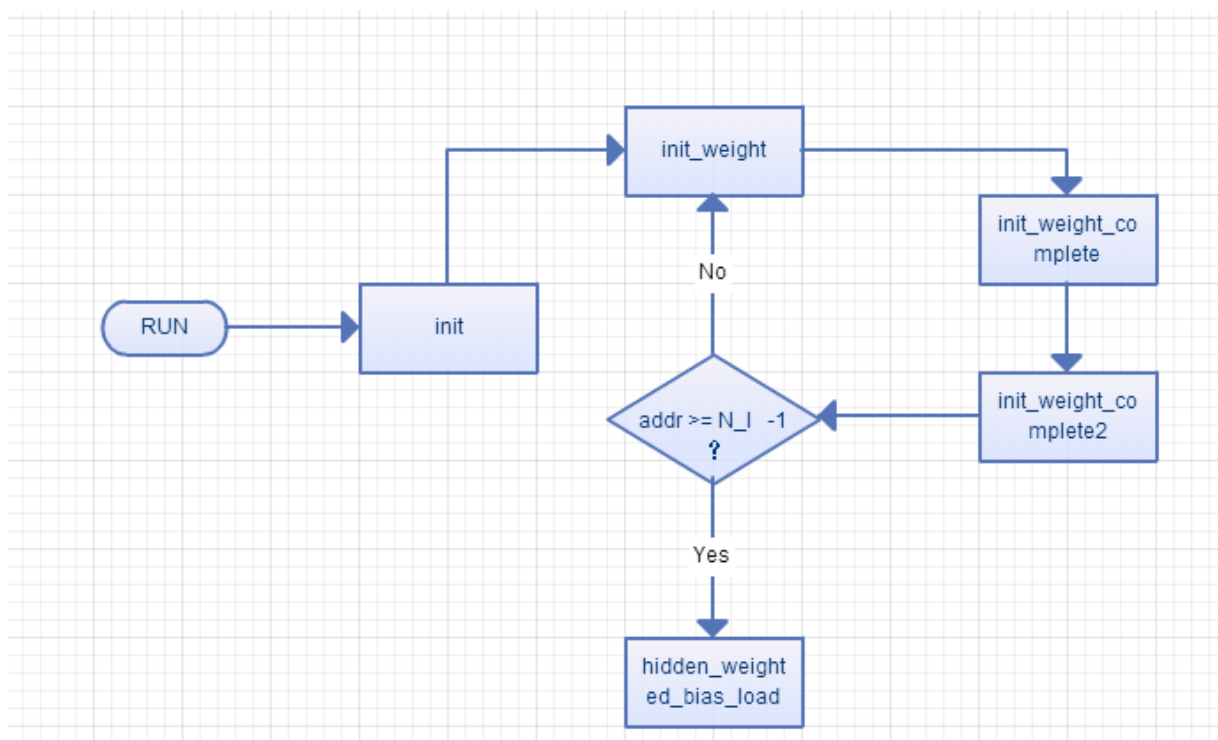 init_weight
init_weight_co
mplete
No
RUN
init
addr >= N_I -1
?
init_weight_co
mplete2
Yes
hidden_weight
ed_bias_load